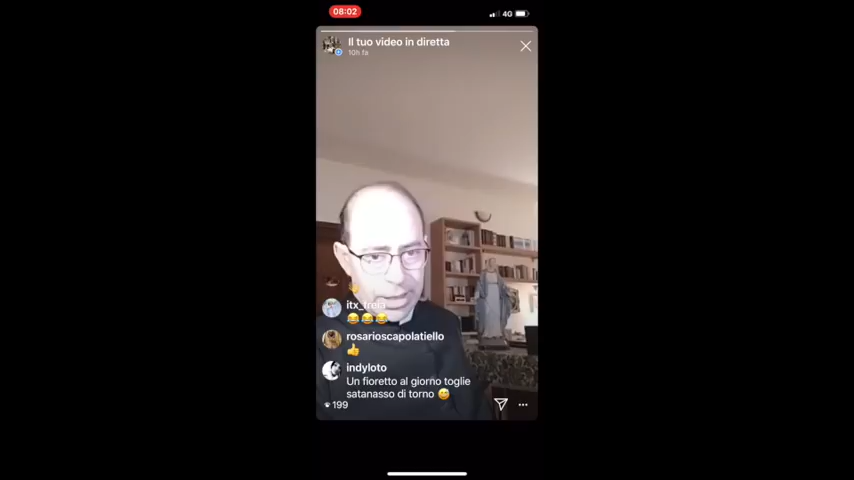 08:02
4G
Il tuo video in diretta
10h fa
itx_freia
😂😂😂
rosarioscapolatiello
👍
indyloto
Un fioretto al giorno toglie
satanasso di torno 😄
199